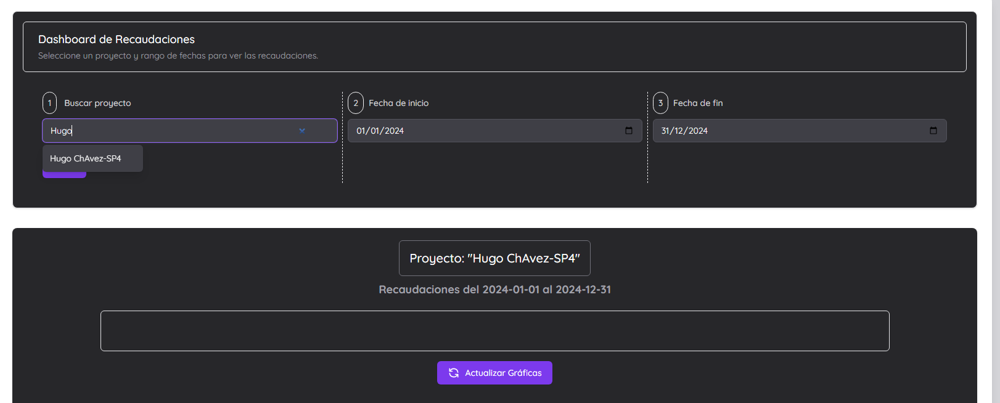 Dashboard de Recaudaciones
Seleccione un proyecto y rango de fechas para ver las recaudaciones.
1 Buscar proyecto
Hugo
Hugo ChAvez-SP4
2 Fecha de inicio
01/01/2024
3 Fecha de fin
31/12/2024
Proyecto: "Hugo ChAvez-SP4"
Recaudaciones del 2024-01-01 al 2024-12-31
Actualizar Gráficas